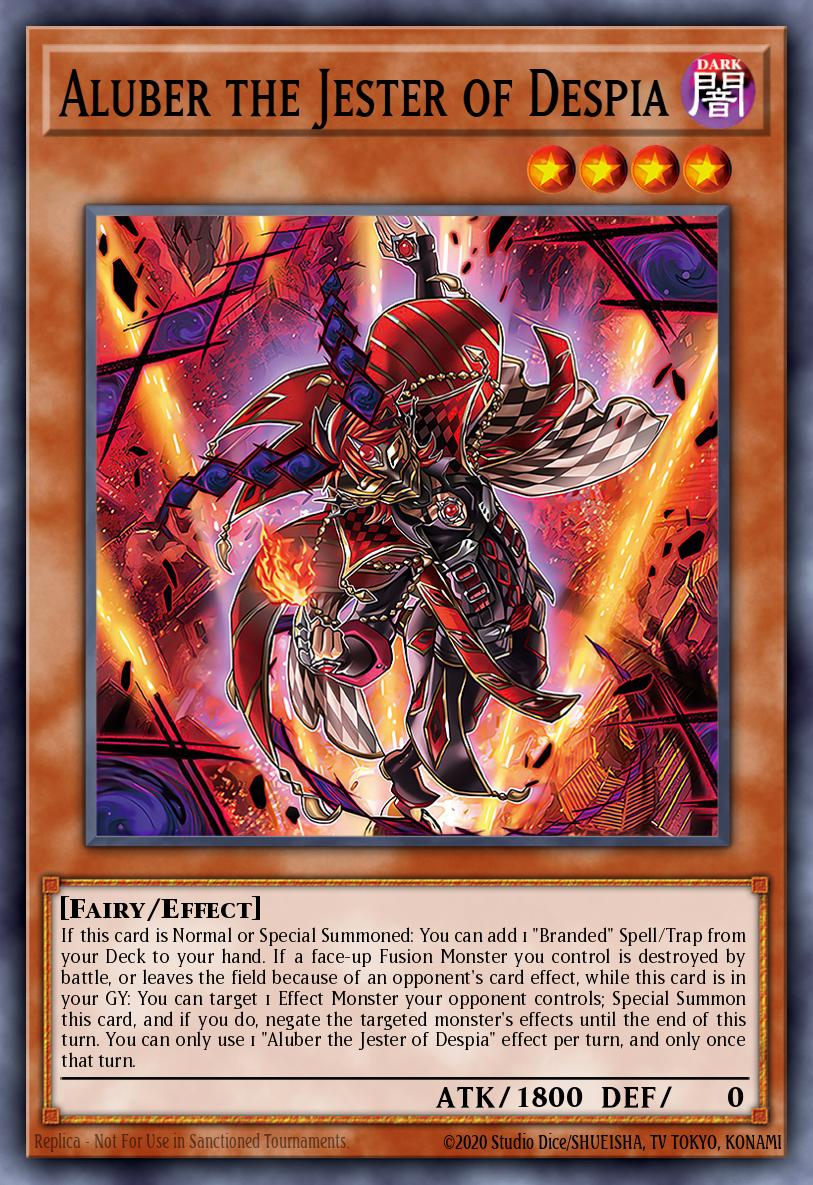 Aluber the Jester of Despia
DARK
闇
[Fairy/Effect]
If this card is Normal or Special Summoned: You can add 1 "Branded" Spell/Trap from
your Deck to your hand. If a face-up Fusion Monster you control is destroyed by
battle, or leaves the field because of an opponent's card effect, while this card is in
your GY: You can target 1 Effect Monster your opponent controls; Special Summon
this card, and if you do, negate the targeted monster's effects until the end of this
turn. You can only use 1 "Aluber the Jester of Despia" effect per turn, and only once
that turn.
ATK/1800 DEF/ 0
Replica - Not For Use in Sanctioned Tournaments.
©2020 Studio Dice/SHUEISHA, TV TOKYO, KONAMI